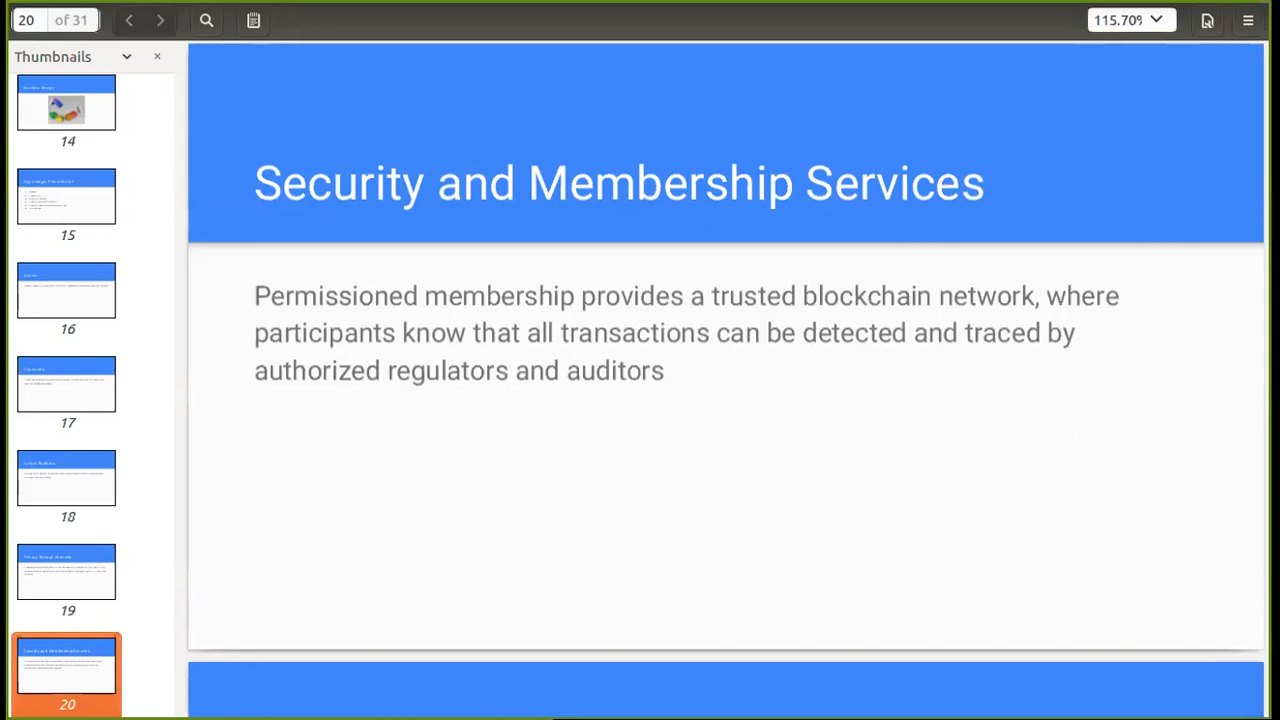 20 of 31
115.70%
Thumbnails
14
15
16
17
18
19
20
Security and Membership Services
Permissioned membership provides a trusted blockchain network, where
participants know that all transactions can be detected and traced by
authorized regulators and auditors